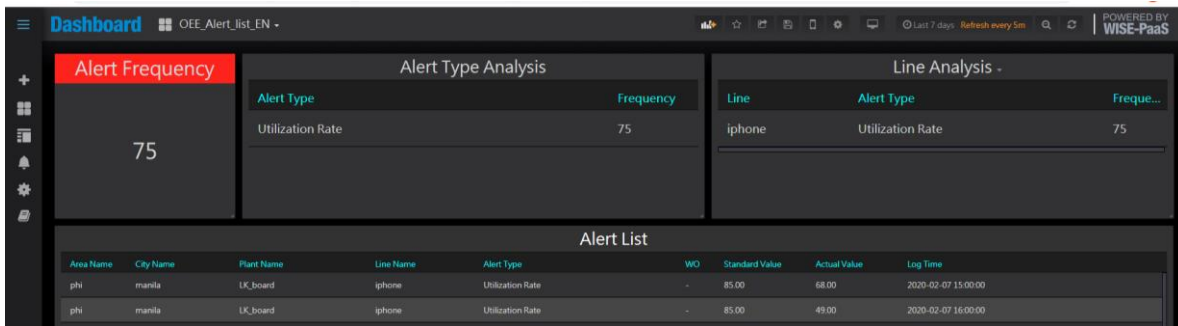 Dashboard OEE_Alert_list_EN
Last 7 days Refresh every 5m
POWERED BY
WISE-PaaS
Alert Frequency
75
Alert Type Analysis
Alert Type Frequency
Utilization Rate 75
Line Analysis
Line Alert Type Freque...
iphone Utilization Rate 75
Alert List
Area Name City Name Plant Name Line Name Alert Type WO Standard Value Actual Value Log Time
phi manila LK_board iphone Utilization Rate - 85.00 68.00 2020-02-07 15:00:00
phi manila LK_board iphone Utilization Rate - 85.00 49.00 2020-02-07 16:00:00